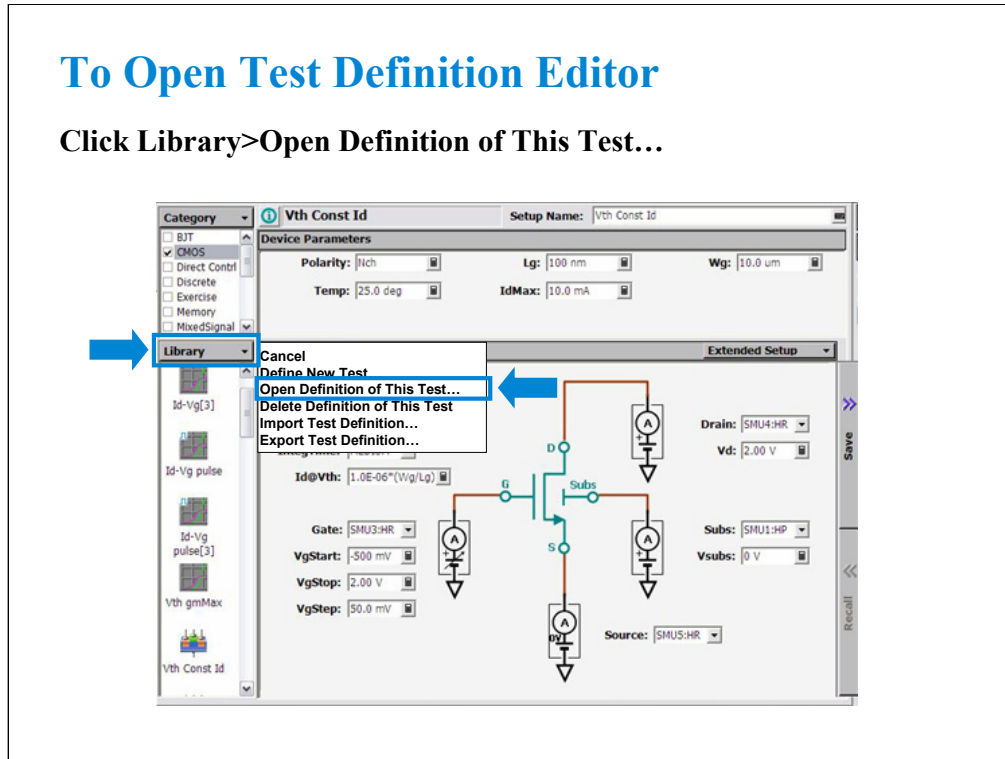 To Open Test Definition Editor
Click Library>Open Definition of This Test…
Category
BJT
CMOS
Direct Contrl
Discrete
Exercise
Memory
MixedSignal
Vth Const Id
Setup Name: Vth Const Id
Device Parameters
Polarity: Nch
Lg: 100 nm
Wg: 10.0 um
Temp: 25.0 deg
IdMax: 10.0 mA
Library
Extended Setup
Cancel
Define New Test
Open Definition of This Test…
Delete Definition of This Test
Import Test Definition…
Export Test Definition…
Id-Vg[3]
Id-Vg pulse
Id-Vg
pulse[3]
Vth gmMax
Vth Const Id
Id@Vth: 1.0E-06*(Wg/Lg)
Gate: SMU3:HR
VgStart: -500 mV
VgStop: 2.00 V
VgStep: 50.0 mV
D
G
Subs
S
A
A
A
A
Drain: SMU4:HR
Vd: 2.00 V
Subs: SMU1:HP
Vsubs: 0 V
Source: SMU5:HR
Save
Recall